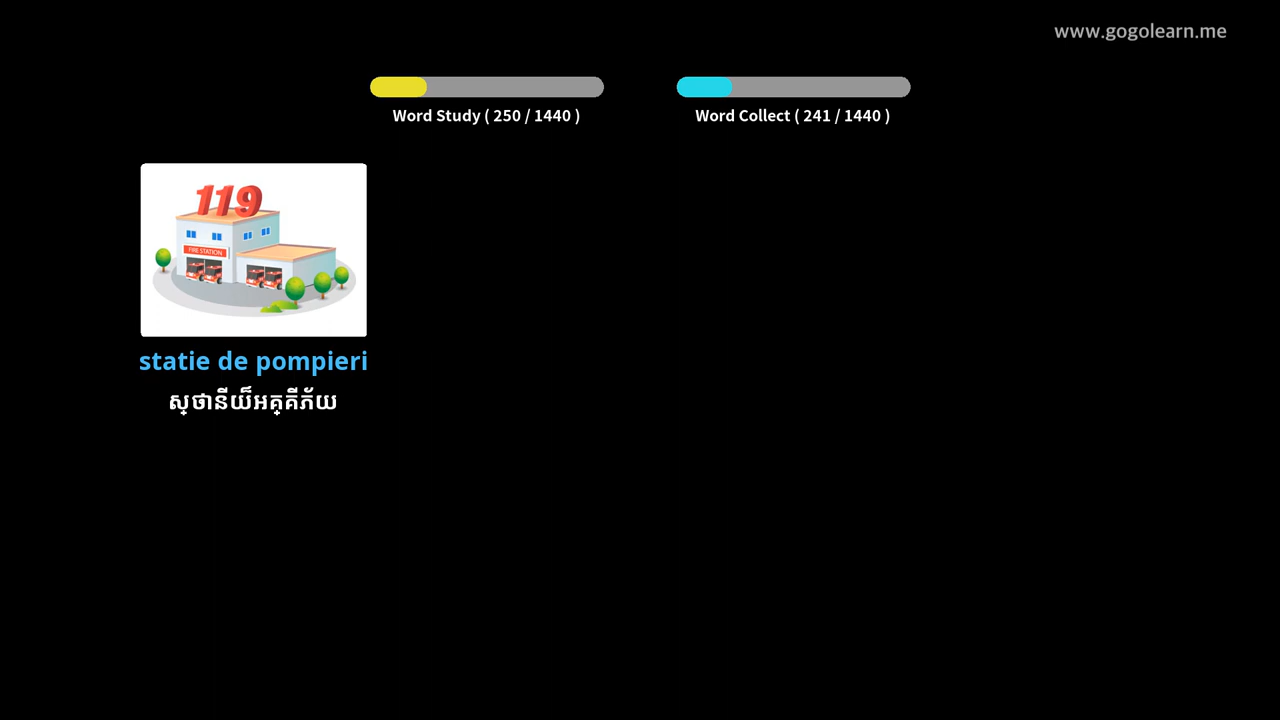 www.gogolearn.me
Word Study ( 250 / 1440 )
Word Collect ( 241 / 1440 )
119
FIRE STATION
statie de pompieri
ស្ថានីយ៏អគ្គីភ័យ